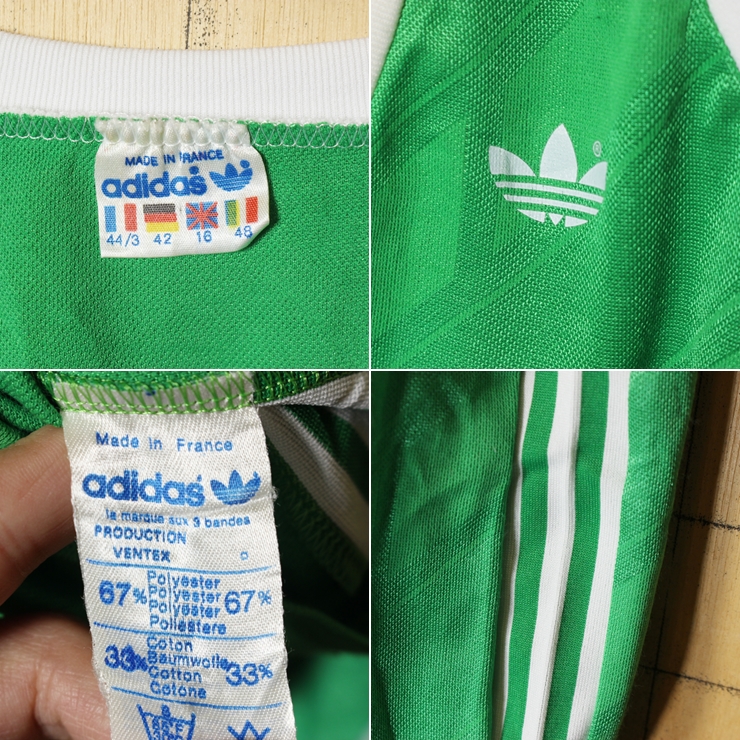 MADE IN FRANCE
adidas
44/3 42 16 48
®
Made in France
adidas
la marque aux 3 bandes
PRODUCTION
VENTEX
67% Polyester 67%
Polyester
Polyester
Poliestere
33% Coton 33%
Baumwolle
Cotton
Cotone